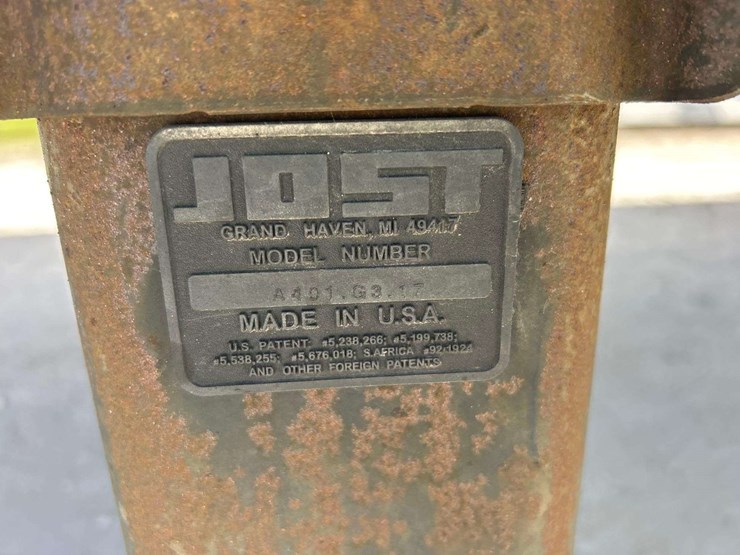 JOST
GRAND HAVEN, MI 49417
MODEL NUMBER
A401.G3.17
MADE IN U.S.A.
U.S. PATENT #5,238,266; #5,199,738;
#5,538,255; #5,676,018; S.AFRICA #92/1924
AND OTHER FOREIGN PATENTS